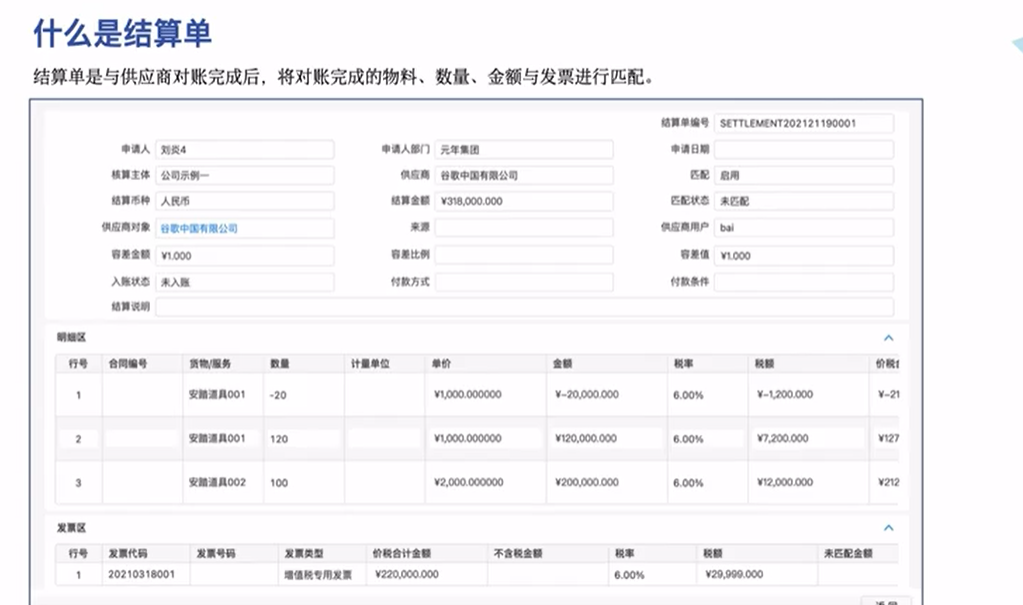 什么是结算单
结算单是与供应商对账完成后，将对账完成的物料、数量、金额与发票进行匹配。
结算单编号 SETTLEMENT202121190001
申请人 刘炎4 申请人部门 元年集团 申请日期
核算主体 公司示例一 供应商 谷歌中国有限公司 匹配 启用
结算币种 人民币 结算金额 ¥318,000.000 匹配状态 未匹配
供应商对象 谷歌中国有限公司 来源 供应商用户 bai
容差金额 ¥1.000 容差比例 容差值 ¥1.000
入账状态 未入账 付款方式 付款条件
结算说明
明细区
行号 合同编号 货物/服务 数量 计量单位 单价 金额 税率 税额 价税
1 安踏道具001 -20 ¥1,000.000000 ¥-20,000.000 6.00% ¥-1,200.000 ¥-21
2 安踏道具001 120 ¥1,000.000000 ¥120,000.000 6.00% ¥7,200.000 ¥127
3 安踏道具002 100 ¥2,000.000000 ¥200,000.000 6.00% ¥12,000.000 ¥212
发票区
行号 发票代码 发票号码 发票类型 价税合计金额 不含税金额 税率 税额 未匹配金额
1 20210318001 增值税专用发票 ¥220,000.000 6.00% ¥29,999.000